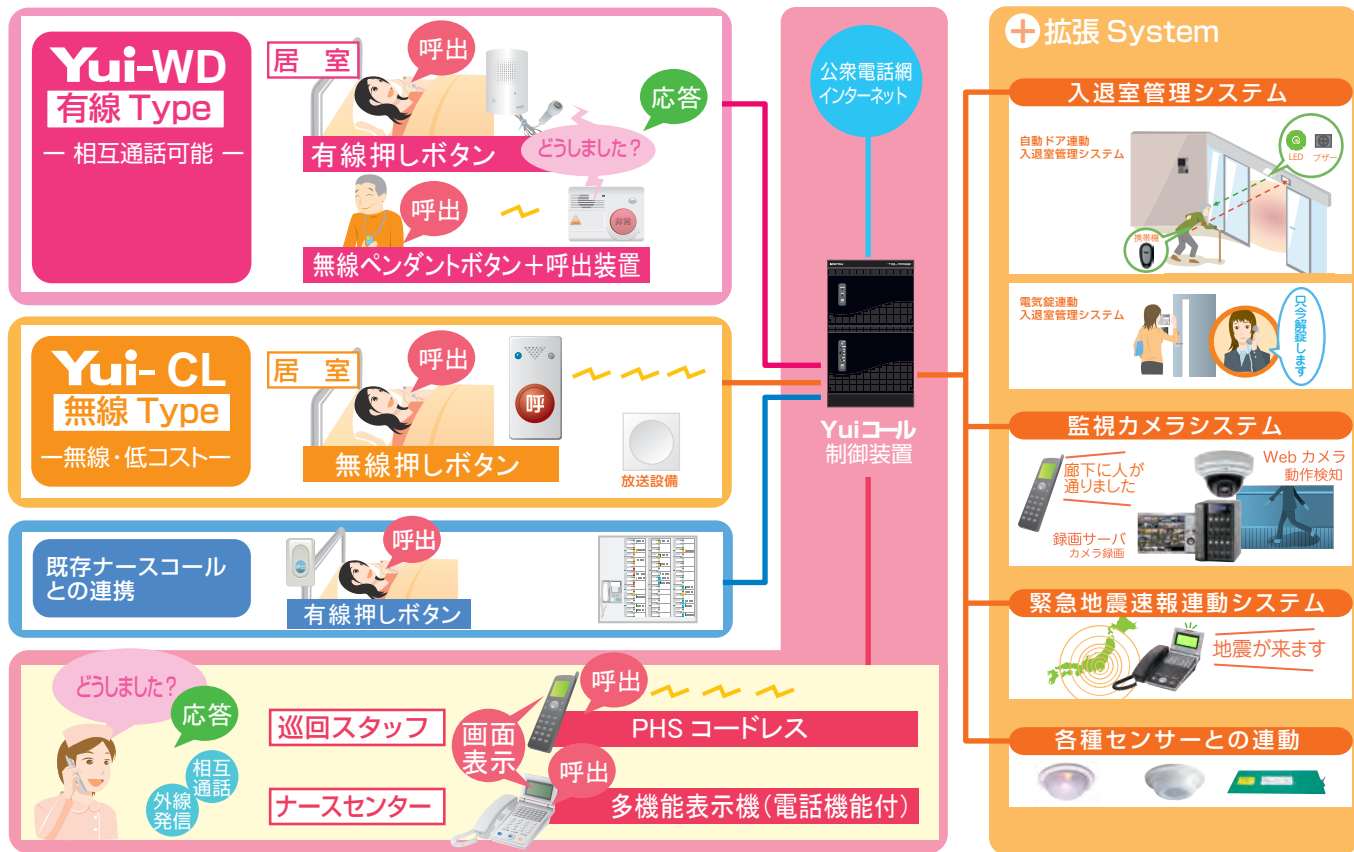 Yui-WD
有線 Type
― 相互通話可能 ―
居 室
呼出
応答
有線押しボタン
どうしました?
呼出
非常
無線ペンダントボタン+呼出装置
Yui- CL
無線 Type
―無線・低コスト―
居 室
呼出
呼
無線押しボタン
放送設備
既存ナースコール
との連携
呼出
有線押しボタン
どうしました?
応答
相互
通話
外線
発信
巡回スタッフ
画面
表示
呼出
PHS コードレス
ナースセンター
呼出
多機能表示機(電話機能付)
公衆電話網
インターネット
Yuiコール
制御装置
+拡張 System
入退室管理システム
自動ドア連動
入退室管理システム
LED ブザー
携帯機
電気錠連動
入退室管理システム
只今解錠します
監視カメラシステム
廊下に人が
通りました
Web カメラ
動作検知
録画サーバ
カメラ録画
緊急地震速報連動システム
地震が来ます
各種センサーとの連動